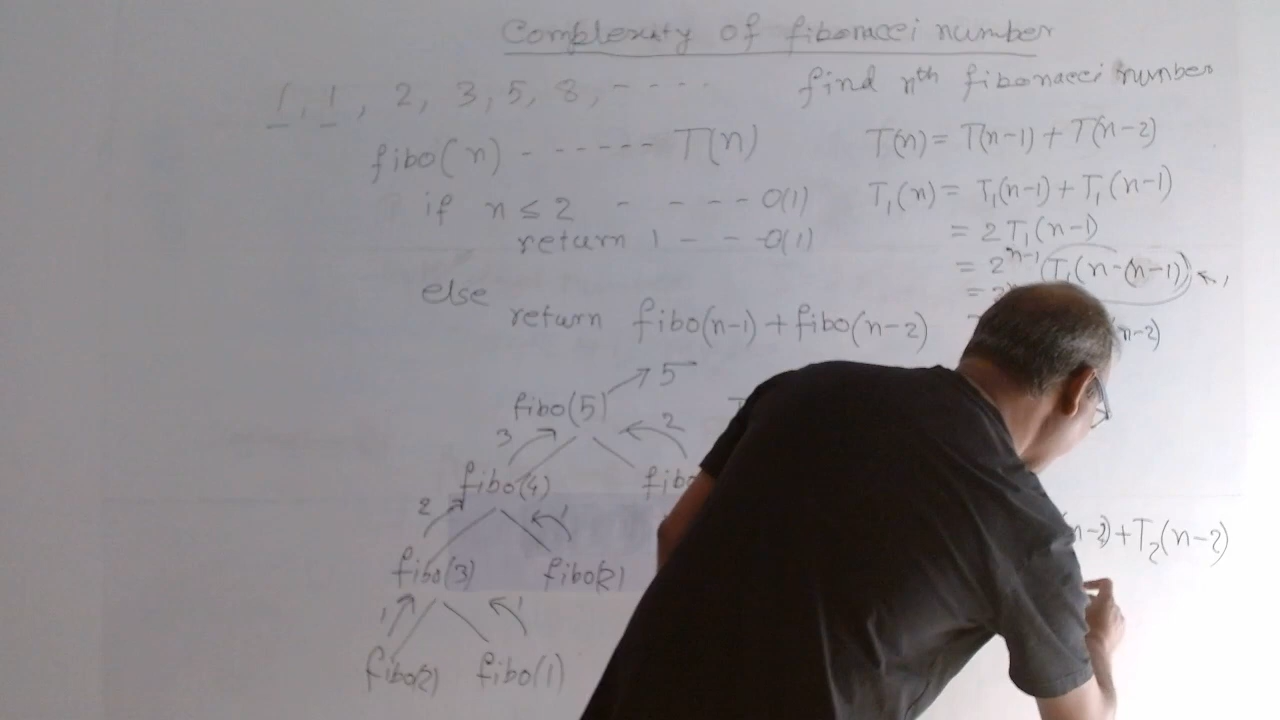 Complexity of fibonacci number
1, 1, 2, 3, 5, 8, - - - -
find nth fibonacci number
fibo(n) - - - - - - - T(n)
if n ≤ 2 - - - - - O(1)
return 1 - - - O(1)
else
return fibo(n-1) + fibo(n-2)
T(n) = T(n-1) + T(n-2)
T₁(n) = T₁(n-1) + T₁(n-1)
= 2 T₁(n-1)
= 2ⁿ⁻¹ (T₁(n-(n-1))) ← 1
n-2)
fibo(5) → 5
3 2
fibo(4) fibo
2 1
fibo(3) fibo(2)
1 1
fibo(2) fibo(1)
+ T₂(n-2)